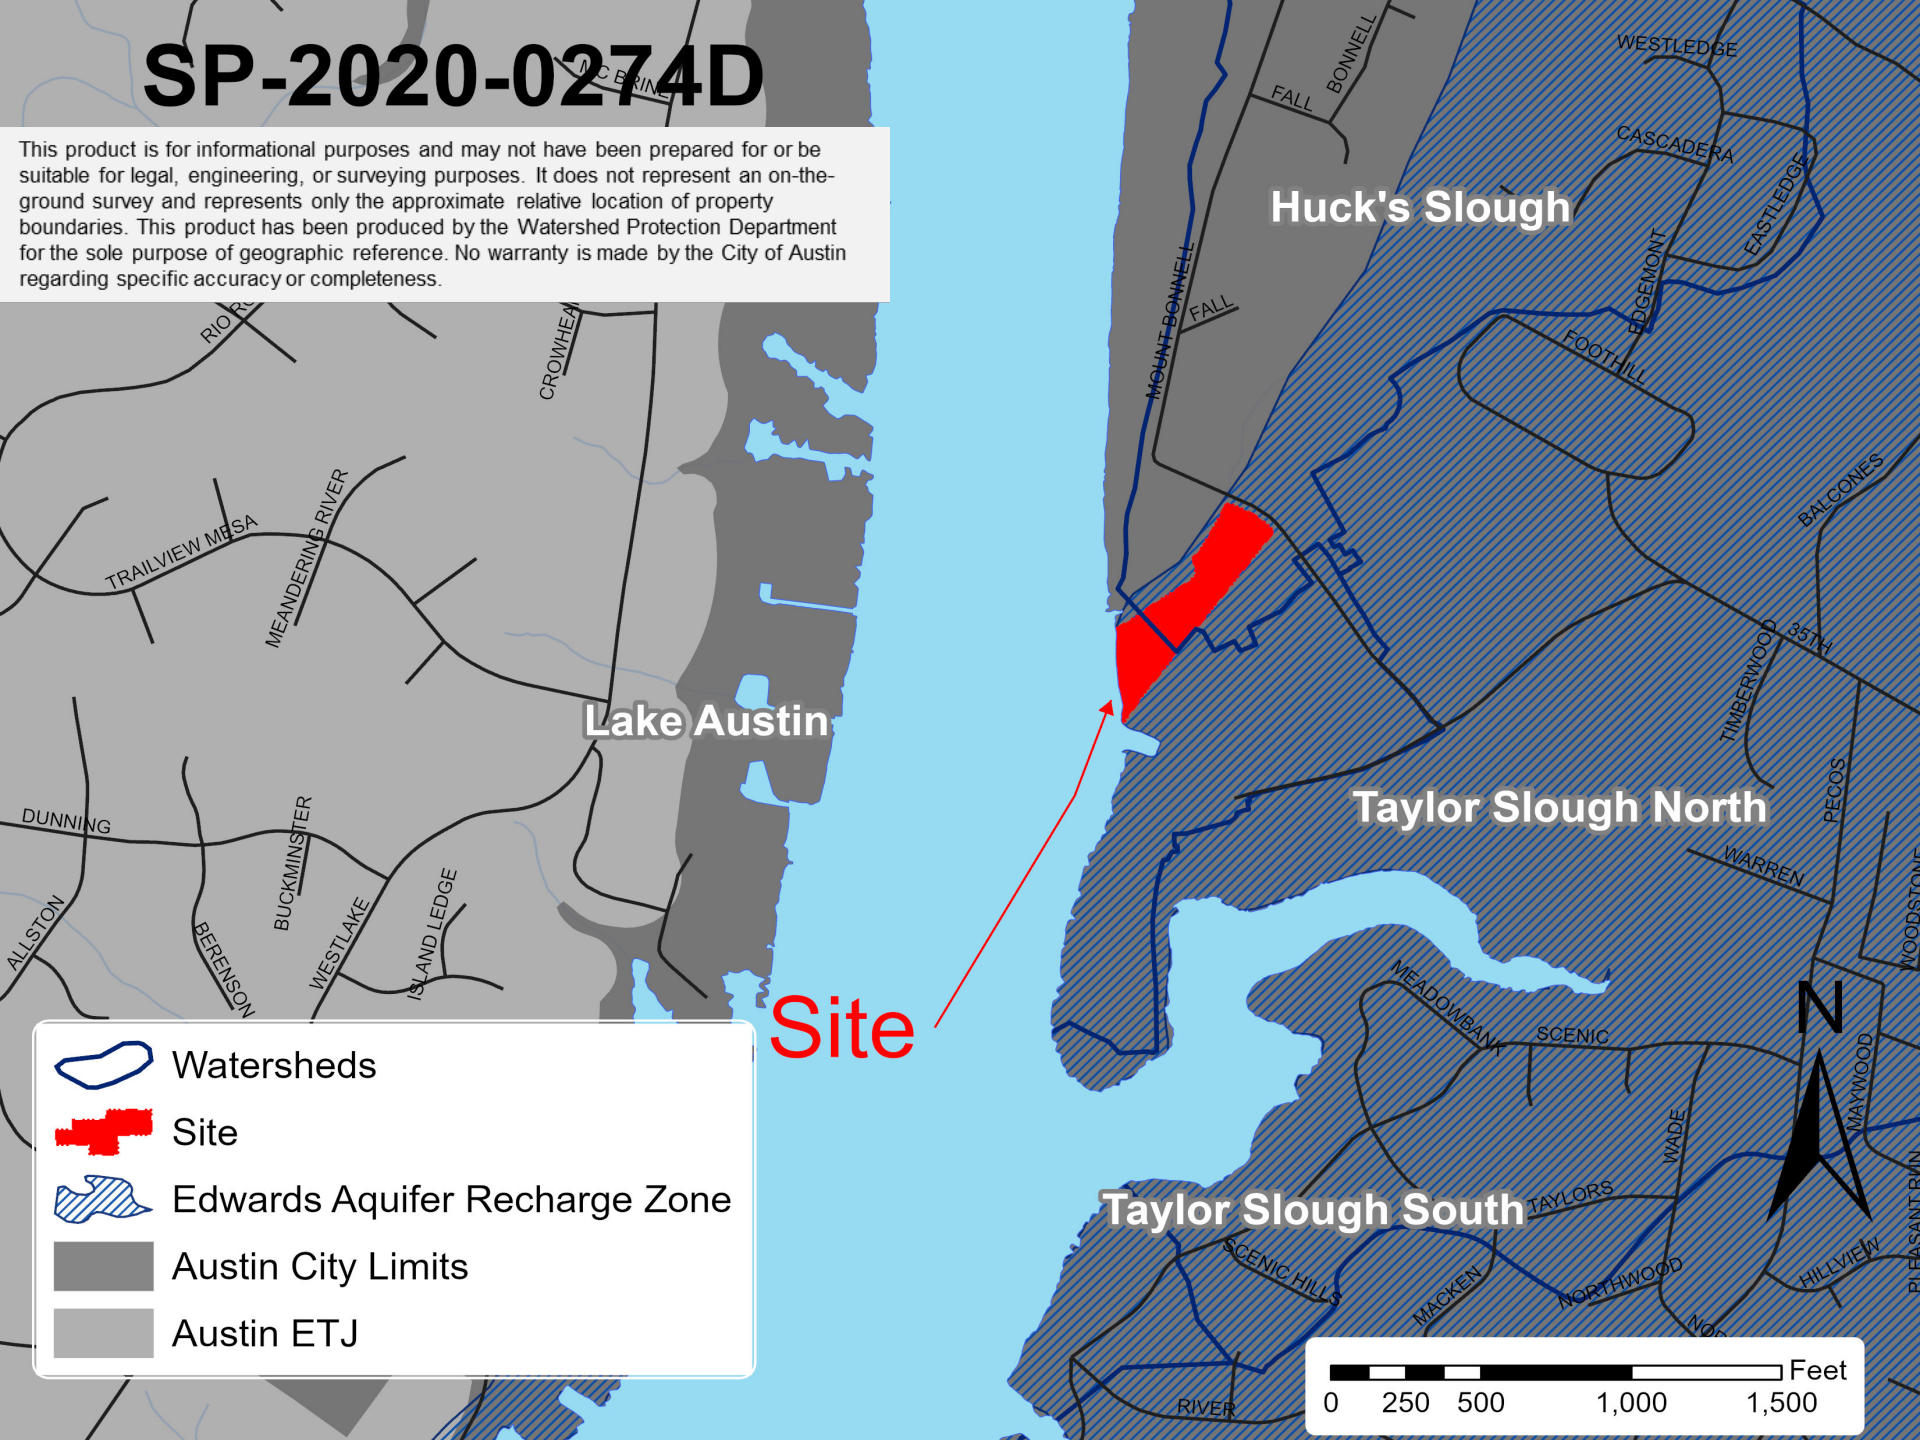 SP-2020-0274D
This product is for informational purposes and may not have been prepared for or be
suitable for legal, engineering, or surveying purposes. It does not represent an on-the-
ground survey and represents only the approximate relative location of property
boundaries. This product has been produced by the Watershed Protection Department
for the sole purpose of geographic reference. No warranty is made by the City of Austin
regarding specific accuracy or completeness.
MC BRINE
FALL
BONNELL
WESTLEDGE
CASCADERA
EASTLEDGE
Huck's Slough
EDGEMONT
MOUNT BONNELL
FALL
RIO
FOOTHILL
TRAILVIEW MESA
MEANDERING RIVER
BALCONES
35TH
TIMBERWOOD
Lake Austin
PECOS
Taylor Slough North
DUNNING
BUCKMINSTER
WARREN
WOODSTONE
ALLSTON
BERENSON
WESTLAKE
ISLAND LEDGE
MEADOWBANK
SCENIC
N
MAYWOOD
Site
WADE
Taylor Slough South
TAYLORS
PLEASANT RUN
SCENIC HILLS
MACKEN
NORTHWOOD
HILLVIEW
NOR
RIVER
Watersheds
Site
Edwards Aquifer Recharge Zone
Austin City Limits
Austin ETJ
Feet
0 250 500 1,000 1,500